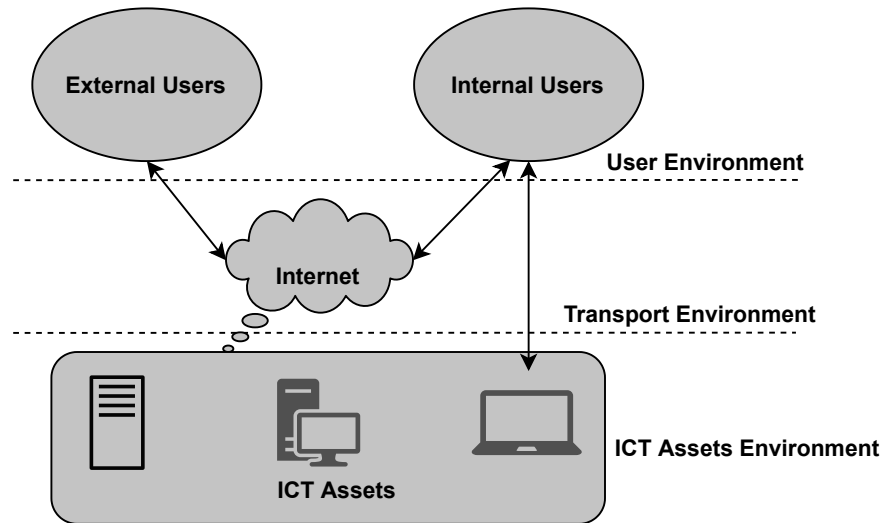 External Users
Internal Users
User Environment
Internet
Transport Environment
ICT Assets Environment
ICT Assets